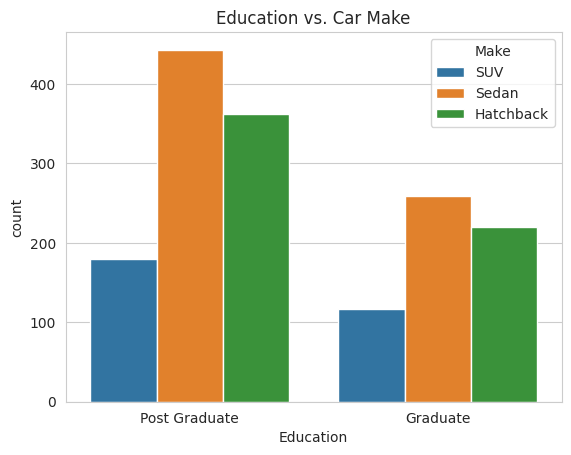 Education vs. Car Make
Make
SUV
Sedan
Hatchback
400
300
200
100
0
count
Post Graduate
Graduate
Education